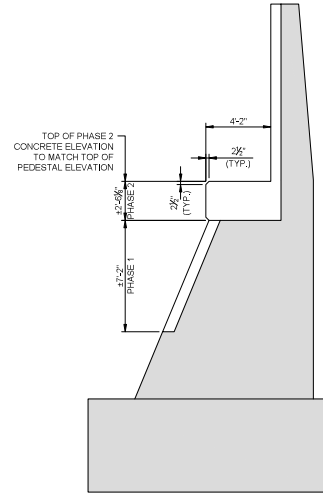 4'-2"
TOP OF PHASE 2
CONCRETE ELEVATION
TO MATCH TOP OF
PEDESTAL ELEVATION
2½"
(TYP.)
±2'-6⅜"
PHASE 2
2½"
(TYP.)
±7'-2"
PHASE 1